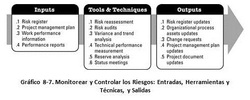 Inputs
.1 Risk register
.2 Project management plan
.3 Work performance information
.4 Performance reports
Tools & Techniques
.1 Risk reassessment
.2 Risk audits
.3 Variance and trend analysis
.4 Technical performance measurement
.5 Reserve analysis
.6 Status meetings
Outputs
.1 Risk register updates
.2 Organizational process assets updates
.3 Change requests
.4 Project management plan updates
.5 Project document updates
Gráfico 8-7. Monitorear y Controlar los Riesgos: Entradas, Herramientas y
Técnicas, y Salidas